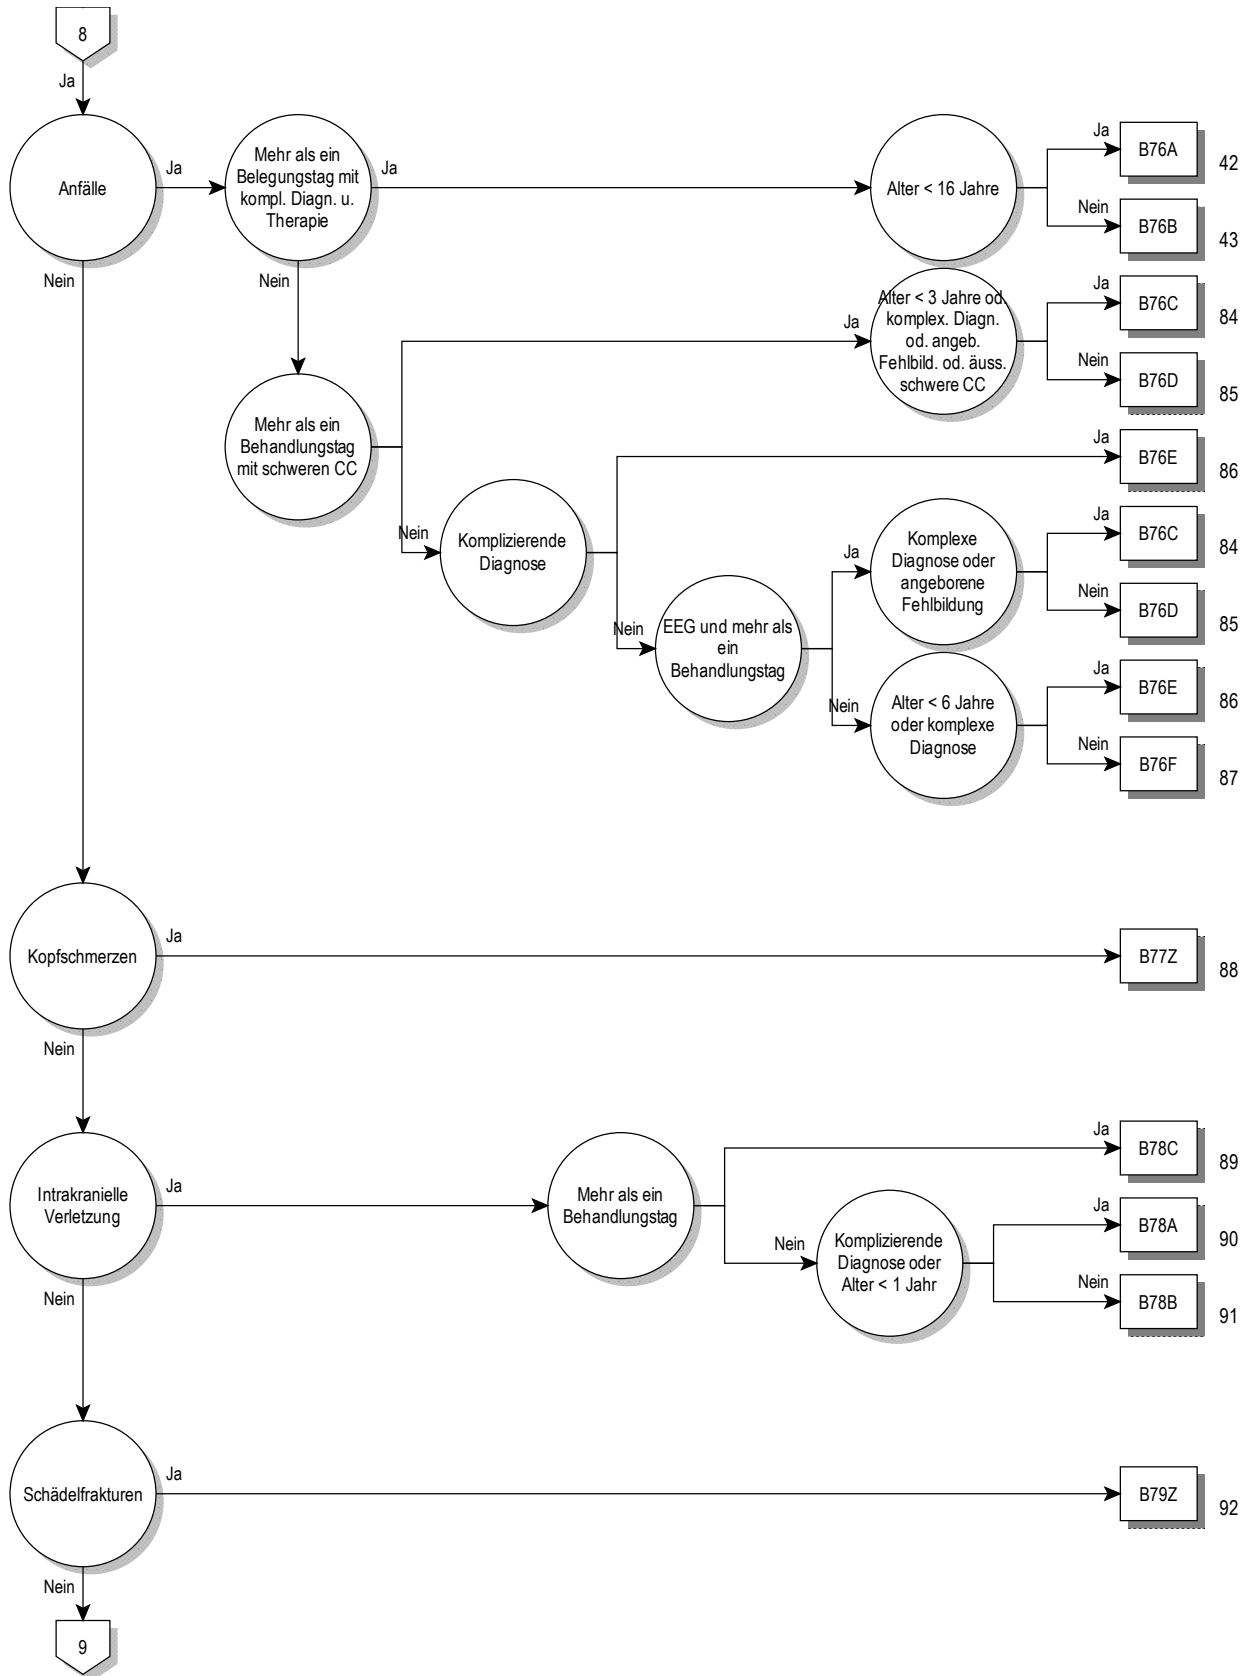 8
Ja
Anfälle
Ja
Mehr als ein
Belegungstag mit
kompl. Diagn. u.
Therapie
Ja
Alter < 16 Jahre
Ja
B76A
42
Nein
B76B
43
Nein
Nein
Mehr als ein
Behandlungstag
mit schweren CC
Ja
Alter < 3 Jahre od.
komplex. Diagn.
od. angeb.
Fehlbild. od. äuss.
schwere CC
Ja
B76C
84
Nein
B76D
85
Nein
Komplizierende
Diagnose
Ja
B76E
86
Nein
EEG und mehr als
ein
Behandlungstag
Ja
Komplexe
Diagnose oder
angeborene
Fehlbildung
Ja
B76C
84
Nein
B76D
85
Nein
Alter < 6 Jahre
oder komplexe
Diagnose
Ja
B76E
86
Nein
B76F
87
Kopfschmerzen
Ja
B77Z
88
Nein
Intrakranielle
Verletzung
Ja
Mehr als ein
Behandlungstag
Ja
B78C
89
Nein
Komplizierende
Diagnose oder
Alter < 1 Jahr
Ja
B78A
90
Nein
B78B
91
Nein
Schädelfrakturen
Ja
B79Z
92
Nein
9